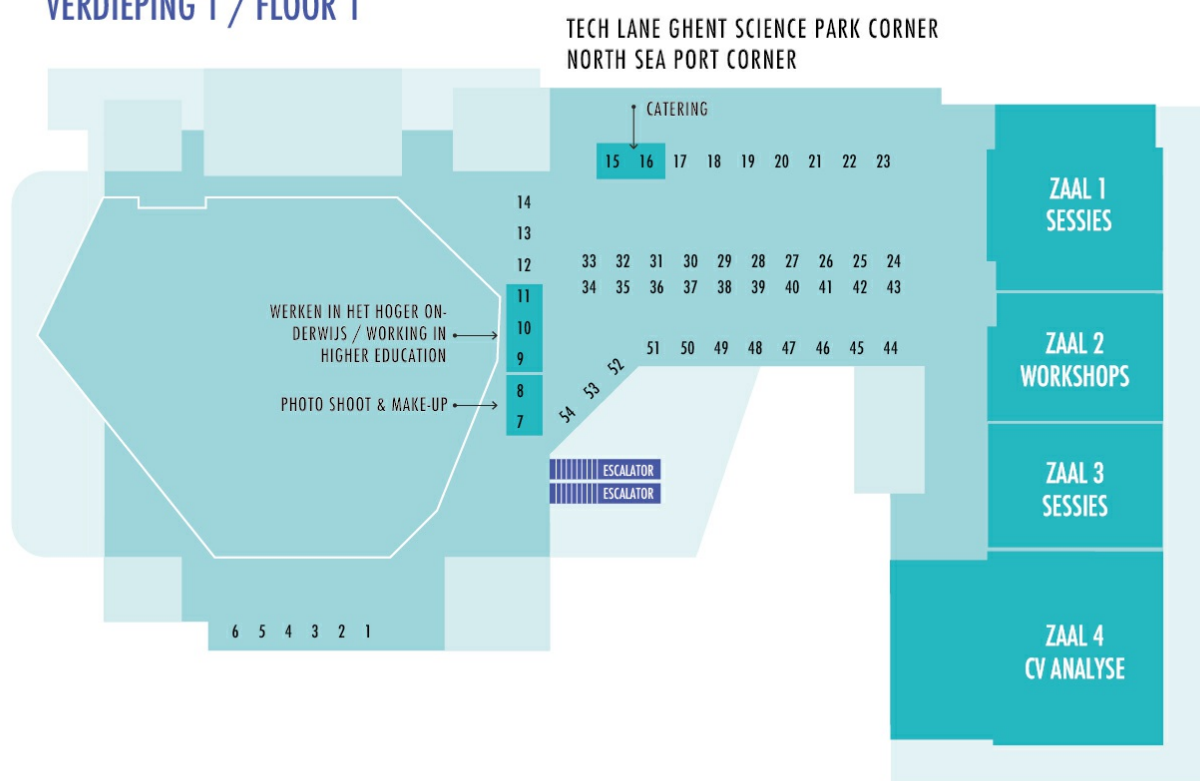 VERDIEPING 1 / FLOOR 1
TECH LANE GHENT SCIENCE PARK CORNER
NORTH SEA PORT CORNER
CATERING
15 16 17 18 19 20 21 22 23
14
13
12
11
10
9
8
7
WERKEN IN HET HOGER ON-
DERWIJS / WORKING IN
HIGHER EDUCATION
PHOTO SHOOT & MAKE-UP
33 32 31 30 29 28 27 26 25 24
34 35 36 37 38 39 40 41 42 43
51 50 49 48 47 46 45 44
52
53
54
ESCALATOR
ESCALATOR
6 5 4 3 2 1
ZAAL 1
SESSIES
ZAAL 2
WORKSHOPS
ZAAL 3
SESSIES
ZAAL 4
CV ANALYSE